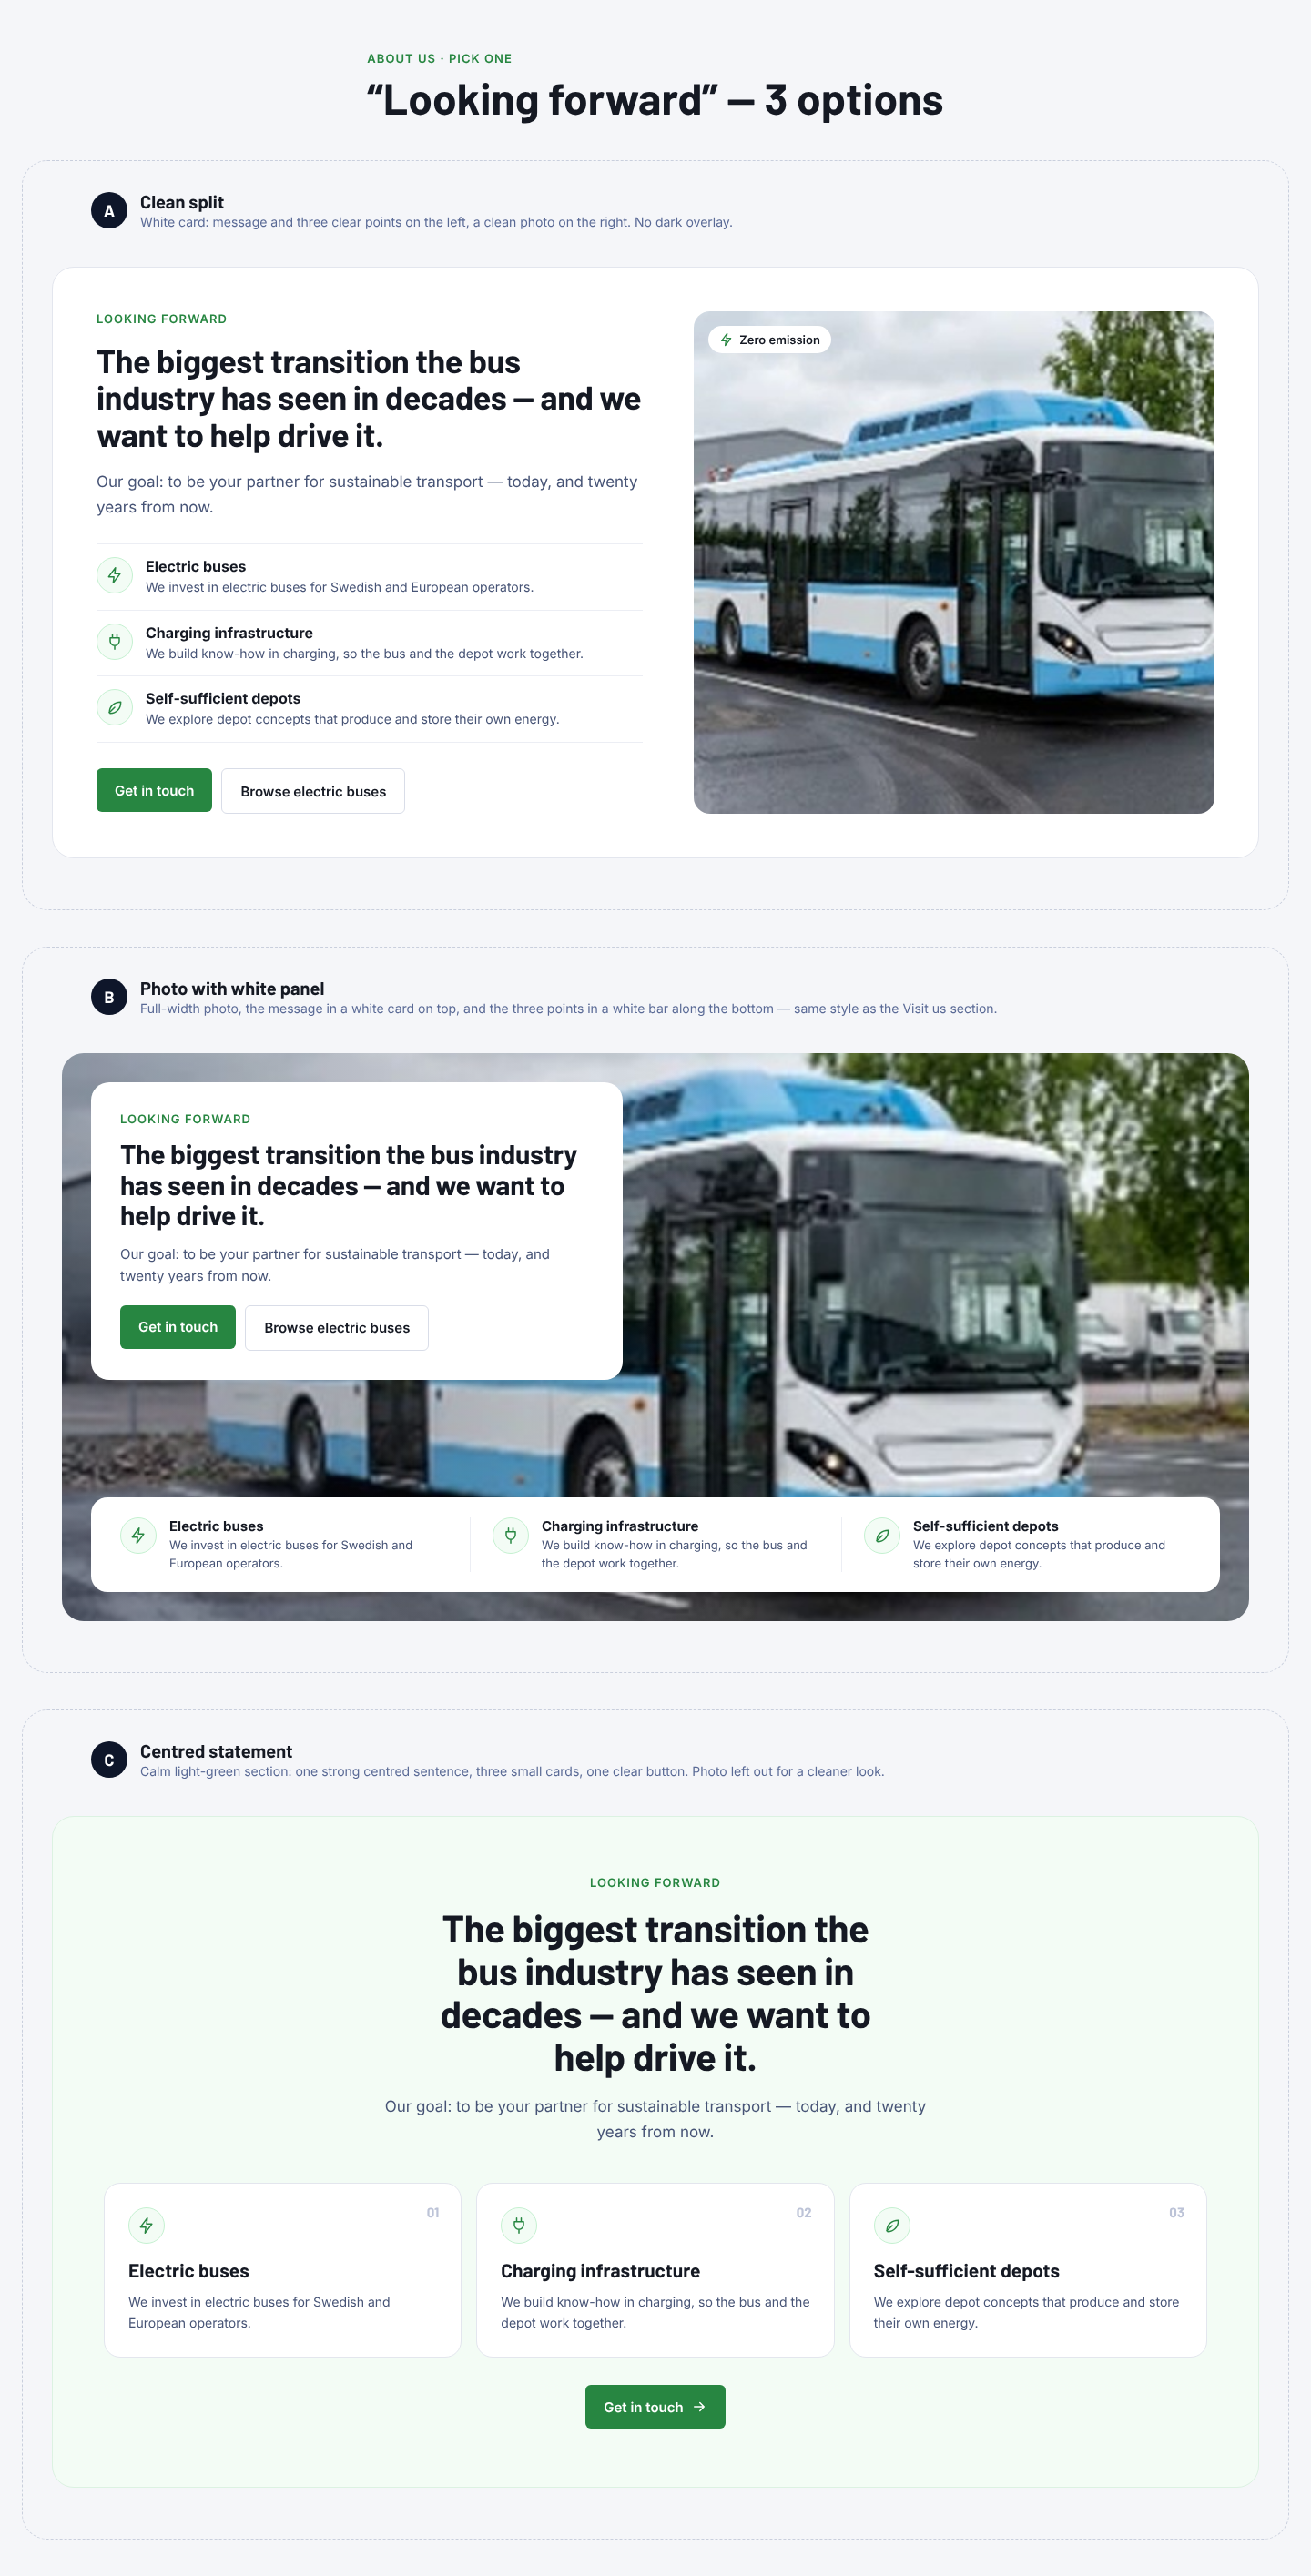 ABOUT US · PICK ONE
“Looking forward” — 3 options
A
Clean split
White card: message and three clear points on the left, a clean photo on the right. No dark overlay.
LOOKING FORWARD
The biggest transition the bus
industry has seen in decades — and we
want to help drive it.
Our goal: to be your partner for sustainable transport — today, and twenty
years from now.
Electric buses
We invest in electric buses for Swedish and European operators.
Charging infrastructure
We build know-how in charging, so the bus and the depot work together.
Self-sufficient depots
We explore depot concepts that produce and store their own energy.
Get in touch
Browse electric buses
Zero emission
B
Photo with white panel
Full-width photo, the message in a white card on top, and the three points in a white bar along the bottom — same style as the Visit us section.
LOOKING FORWARD
The biggest transition the bus industry
has seen in decades — and we want to
help drive it.
Our goal: to be your partner for sustainable transport — today, and
twenty years from now.
Get in touch
Browse electric buses
Electric buses
We invest in electric buses for Swedish and
European operators.
Charging infrastructure
We build know-how in charging, so the bus and
the depot work together.
Self-sufficient depots
We explore depot concepts that produce and
store their own energy.
C
Centred statement
Calm light-green section: one strong centred sentence, three small cards, one clear button. Photo left out for a cleaner look.
LOOKING FORWARD
The biggest transition the
bus industry has seen in
decades — and we want to
help drive it.
Our goal: to be your partner for sustainable transport — today, and twenty
years from now.
01
Electric buses
We invest in electric buses for Swedish and
European operators.
02
Charging infrastructure
We build know-how in charging, so the bus and the
depot work together.
03
Self-sufficient depots
We explore depot concepts that produce and store
their own energy.
Get in touch →